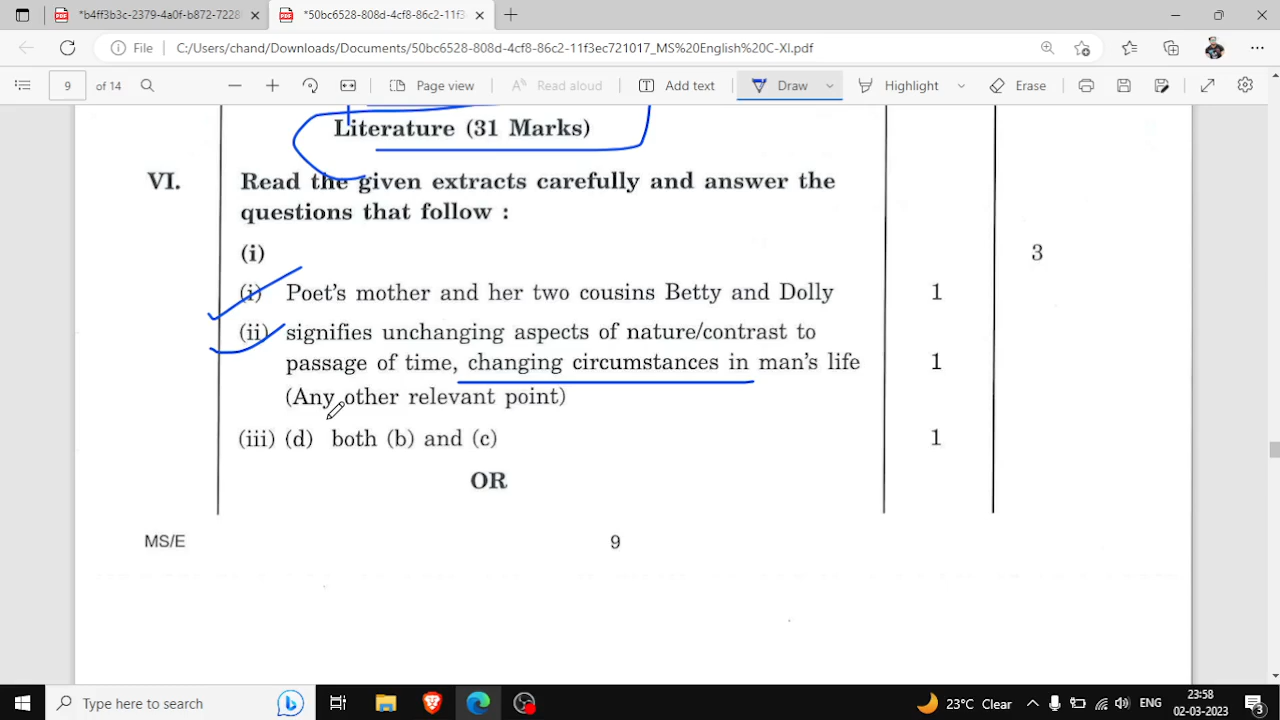 *b4ff3b3c-2379-4a0f-b872-7228
*50bc6528-808d-4cf8-86c2-11f3
File C:/Users/chand/Downloads/Documents/50bc6528-808d-4cf8-86c2-11f3ec721017_MS%20English%20C-XI.pdf
9 of 14 Page view Read aloud Add text Draw Highlight Erase
Literature (31 Marks)
VI. Read the given extracts carefully and answer the
questions that follow :
(i) 3
(i) Poet's mother and her two cousins Betty and Dolly 1
(ii) signifies unchanging aspects of nature/contrast to
passage of time, changing circumstances in man's life 1
(Any other relevant point)
(iii) (d) both (b) and (c) 1
OR
MS/E 9
Type here to search 23°C Clear ENG 23:58
02-03-2023